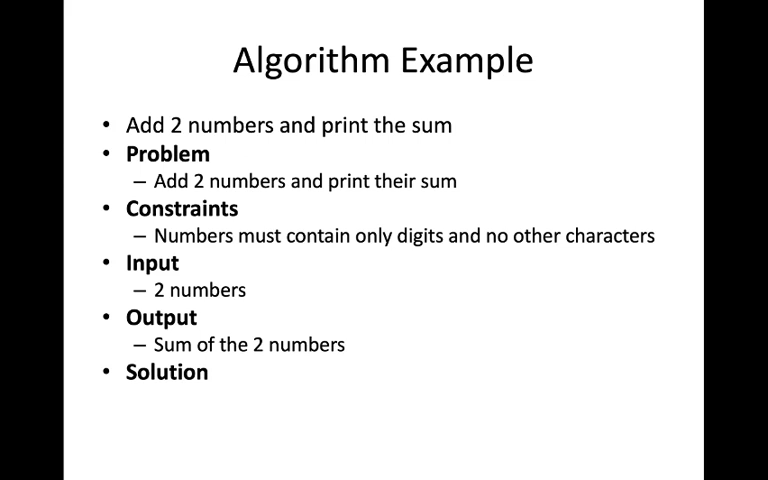 Algorithm Example
• Add 2 numbers and print the sum
• Problem
– Add 2 numbers and print their sum
• Constraints
– Numbers must contain only digits and no other characters
• Input
– 2 numbers
• Output
– Sum of the 2 numbers
• Solution